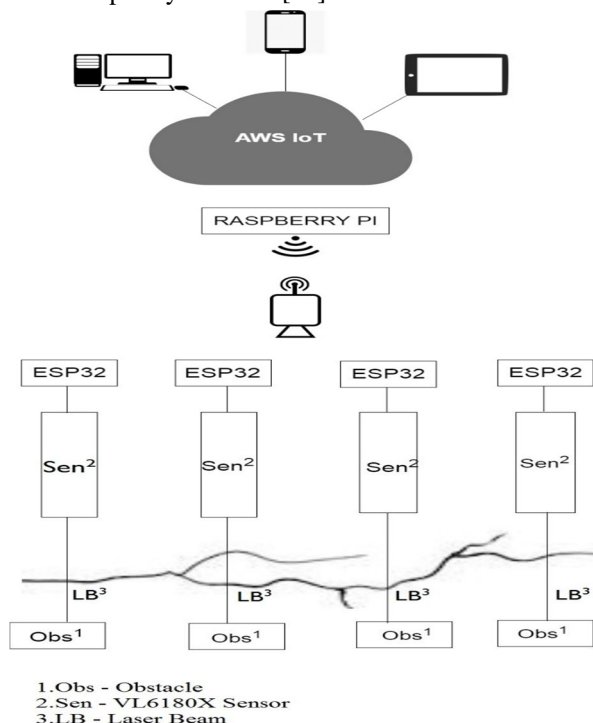 AWS IoT
RASPBERRY PI
ESP32 ESP32 ESP32 ESP32
Sen² Sen² Sen² Sen²
LB³ LB³ LB³ LB³
Obs¹ Obs¹ Obs¹ Obs¹
1.Obs - Obstacle
2.Sen - VL6180X Sensor
3.LB - Laser Beam